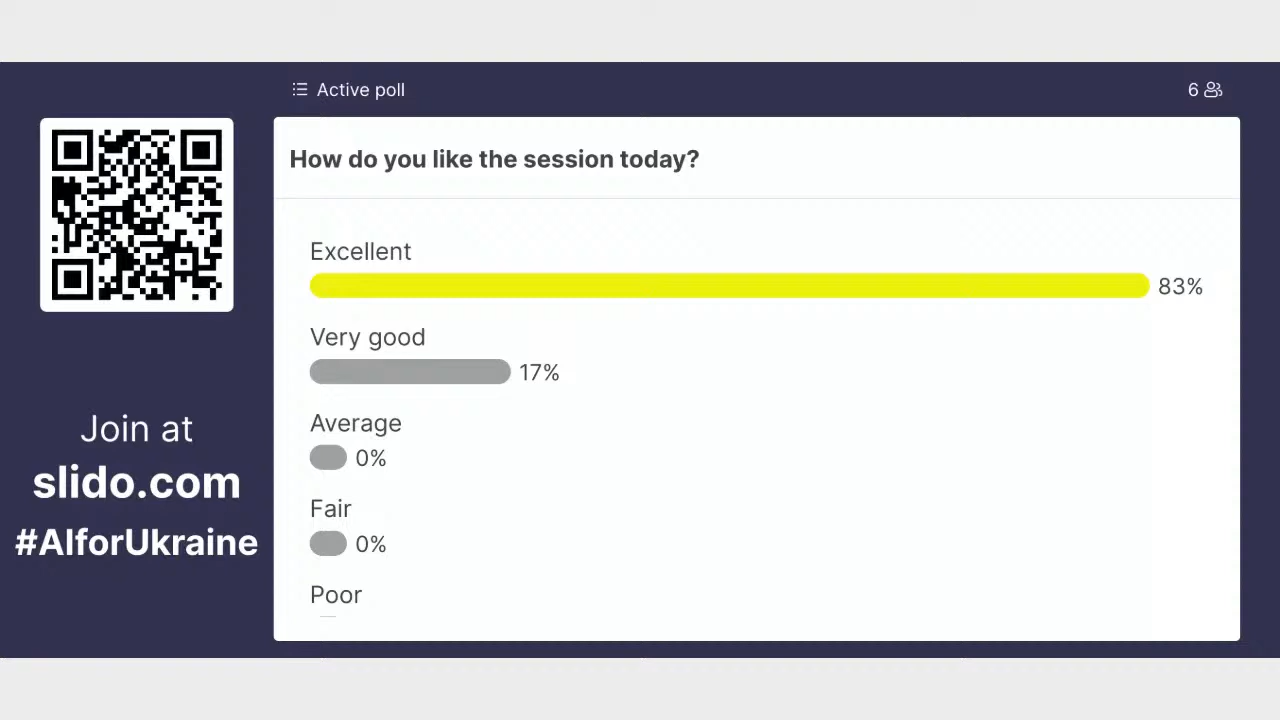 Active poll
6
How do you like the session today?
Excellent
83%
Very good
17%
Average
0%
Fair
0%
Poor
Join at
slido.com
#AIforUkraine